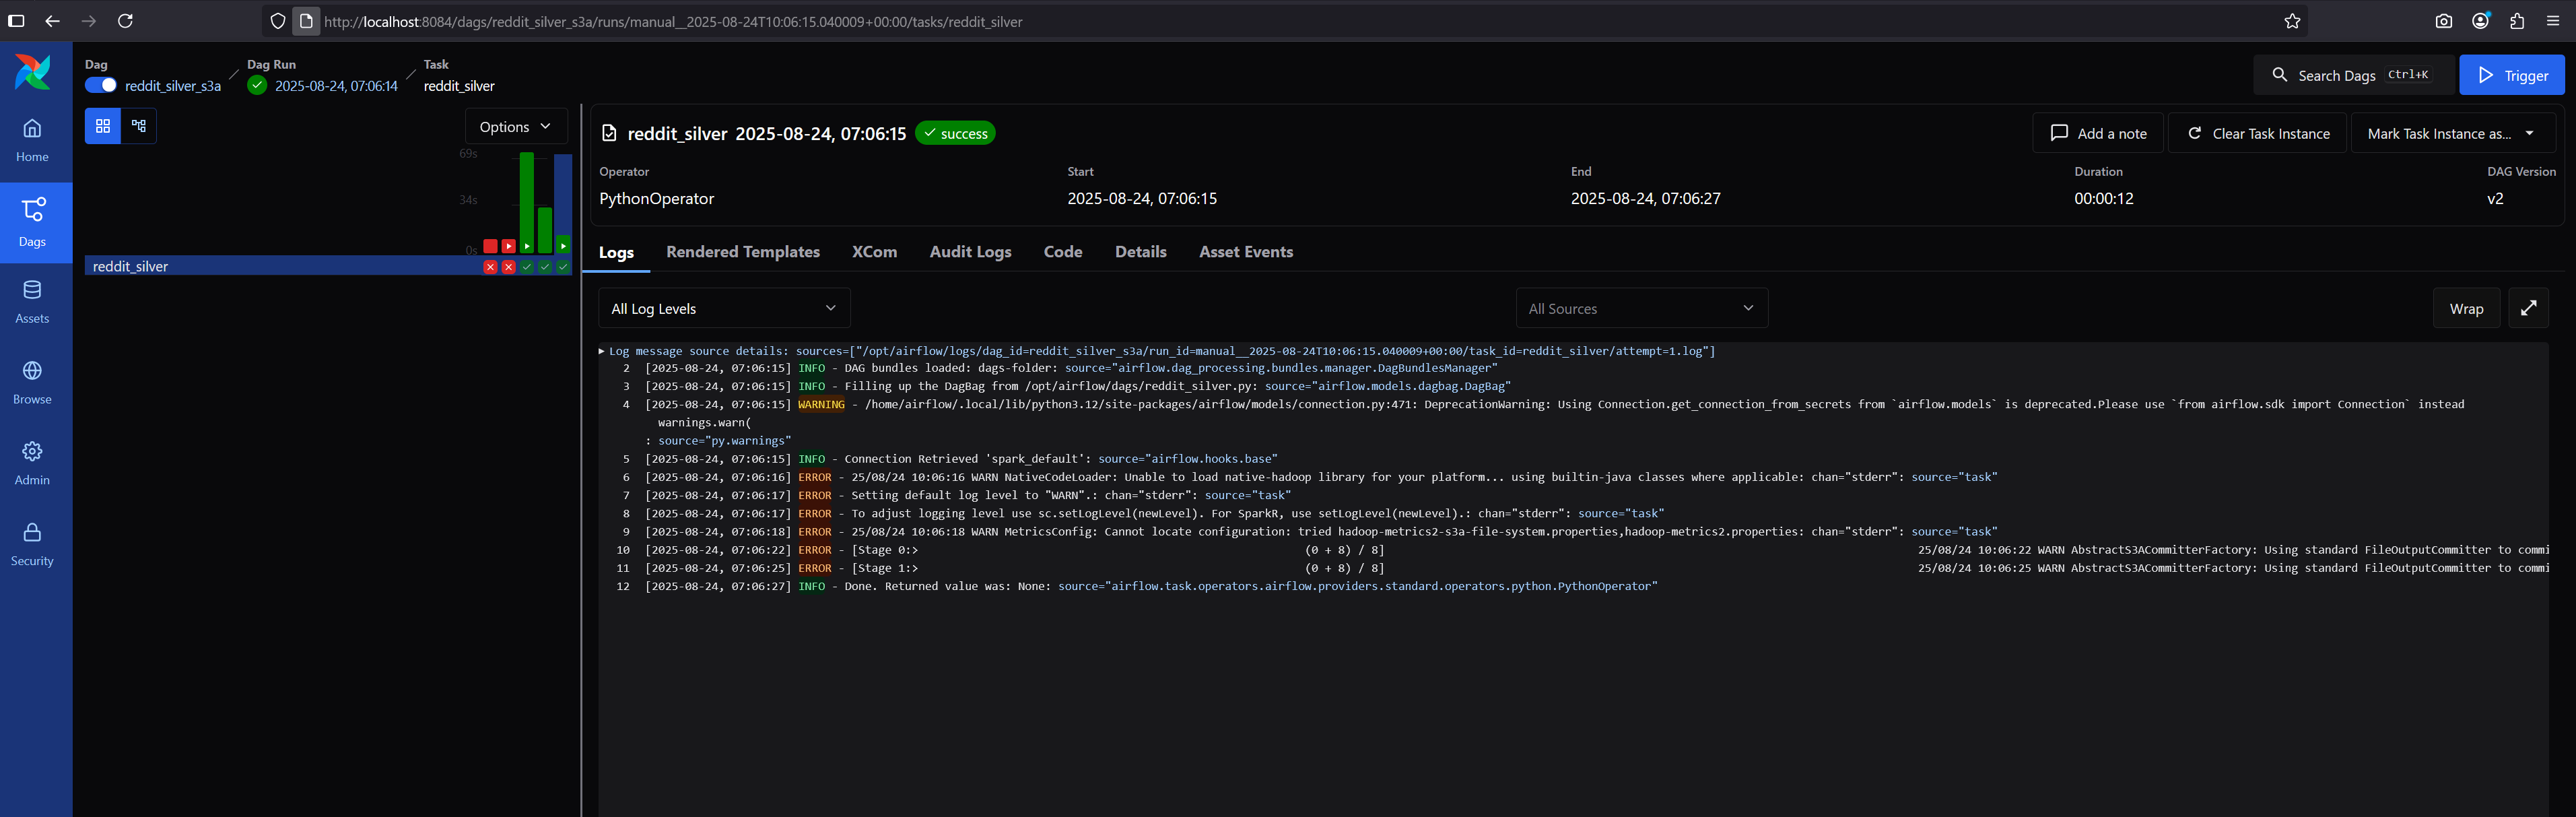 http://localhost:8084/dags/reddit_silver_s3a/runs/manual__2025-08-24T10:06:15.040009+00:00/tasks/reddit_silver
Dag
reddit_silver_s3a
Dag Run
2025-08-24, 07:06:14
Task
reddit_silver
Search Dags Ctrl+K
Trigger
Home
Dags
Assets
Browse
Admin
Security
Options
69s
34s
0s
reddit_silver
reddit_silver 2025-08-24, 07:06:15 success
Add a note
Clear Task Instance
Mark Task Instance as...
Operator
PythonOperator
Start
2025-08-24, 07:06:15
End
2025-08-24, 07:06:27
Duration
00:00:12
DAG Version
v2
Logs Rendered Templates XCom Audit Logs Code Details Asset Events
All Log Levels
All Sources
Wrap
Log message source details: sources=["/opt/airflow/logs/dag_id=reddit_silver_s3a/run_id=manual__2025-08-24T10:06:15.040009+00:00/task_id=reddit_silver/attempt=1.log"]
2 [2025-08-24, 07:06:15] INFO - DAG bundles loaded: dags-folder: source="airflow.dag_processing.bundles.manager.DagBundlesManager"
3 [2025-08-24, 07:06:15] INFO - Filling up the DagBag from /opt/airflow/dags/reddit_silver.py: source="airflow.models.dagbag.DagBag"
4 [2025-08-24, 07:06:15] WARNING - /home/airflow/.local/lib/python3.12/site-packages/airflow/models/connection.py:471: DeprecationWarning: Using Connection.get_connection_from_secrets from `airflow.models` is deprecated.Please use `from airflow.sdk import Connection` instead
warnings.warn(
: source="py.warnings"
5 [2025-08-24, 07:06:15] INFO - Connection Retrieved 'spark_default': source="airflow.hooks.base"
6 [2025-08-24, 07:06:16] ERROR - 25/08/24 10:06:16 WARN NativeCodeLoader: Unable to load native-hadoop library for your platform... using builtin-java classes where applicable: chan="stderr": source="task"
7 [2025-08-24, 07:06:17] ERROR - Setting default log level to "WARN".: chan="stderr": source="task"
8 [2025-08-24, 07:06:17] ERROR - To adjust logging level use sc.setLogLevel(newLevel). For SparkR, use setLogLevel(newLevel).: chan="stderr": source="task"
9 [2025-08-24, 07:06:18] ERROR - 25/08/24 10:06:18 WARN MetricsConfig: Cannot locate configuration: tried hadoop-metrics2-s3a-file-system.properties,hadoop-metrics2.properties: chan="stderr": source="task"
10 [2025-08-24, 07:06:22] ERROR - [Stage 0:> (0 + 8) / 8] 25/08/24 10:06:22 WARN AbstractS3ACommitterFactory: Using standard FileOutputCommitter to commi
11 [2025-08-24, 07:06:25] ERROR - [Stage 1:> (0 + 8) / 8] 25/08/24 10:06:25 WARN AbstractS3ACommitterFactory: Using standard FileOutputCommitter to commi
12 [2025-08-24, 07:06:27] INFO - Done. Returned value was: None: source="airflow.task.operators.airflow.providers.standard.operators.python.PythonOperator"